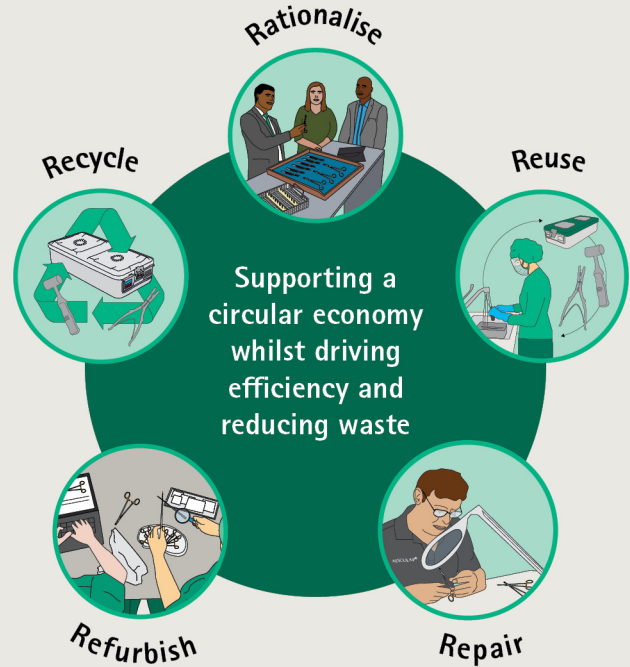 Rationalise
Recycle
Reuse
Supporting a
circular economy
whilst driving
efficiency and
reducing waste
Refurbish
Repair